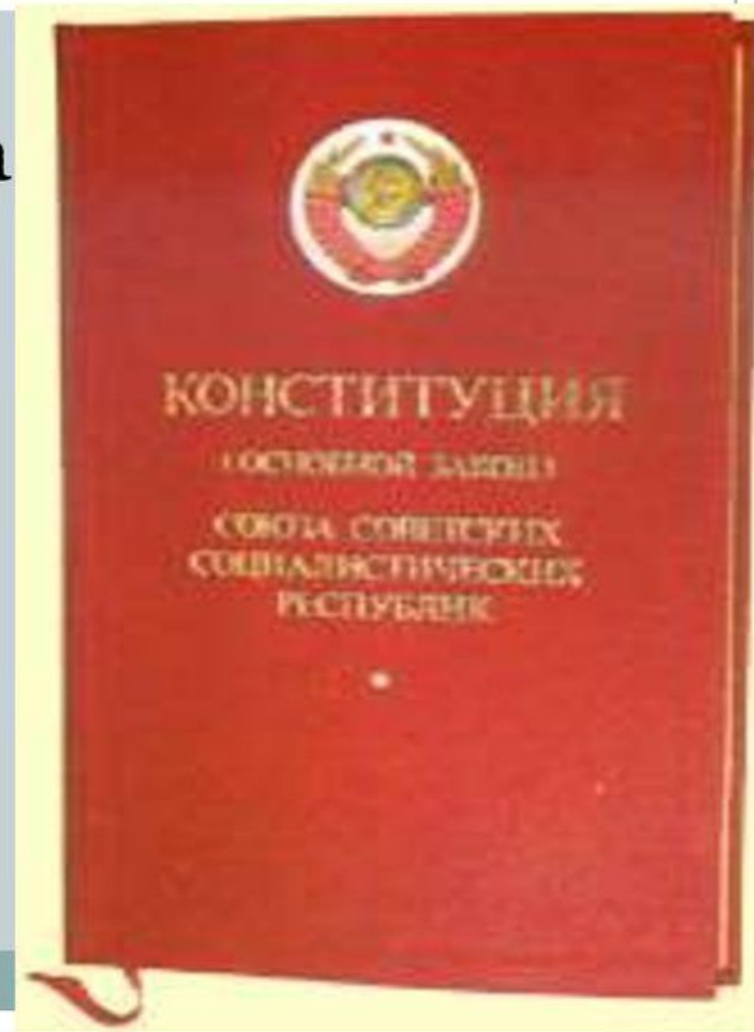 а
КОНСТИТУЦИЯ
(ОСНОВНОЙ ЗАКОН)
СОЮЗА СОВЕТСКИХ
СОЦИАЛИСТИЧЕСКИХ
РЕСПУБЛИК